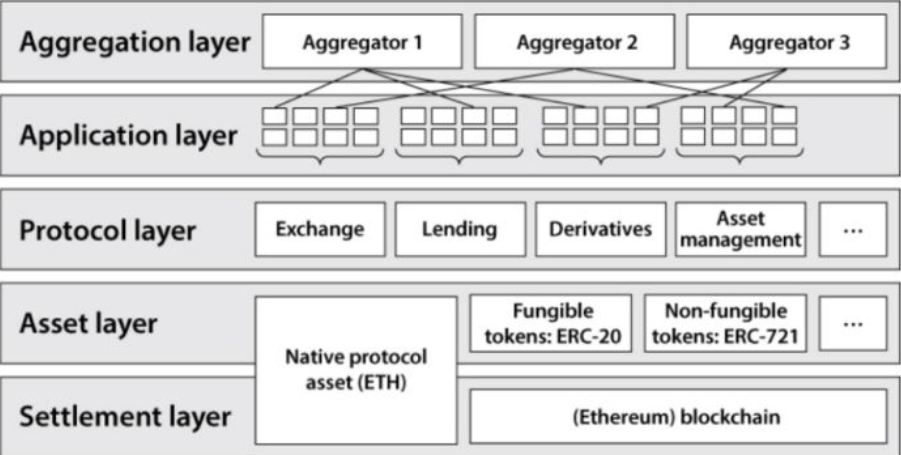 Aggregation layer
Aggregator 1
Aggregator 2
Aggregator 3
Application layer
Protocol layer
Exchange
Lending
Derivatives
Asset
management
...
Asset layer
Native protocol
asset (ETH)
Fungible
tokens: ERC-20
Non-fungible
tokens: ERC-721
...
Settlement layer
(Ethereum) blockchain